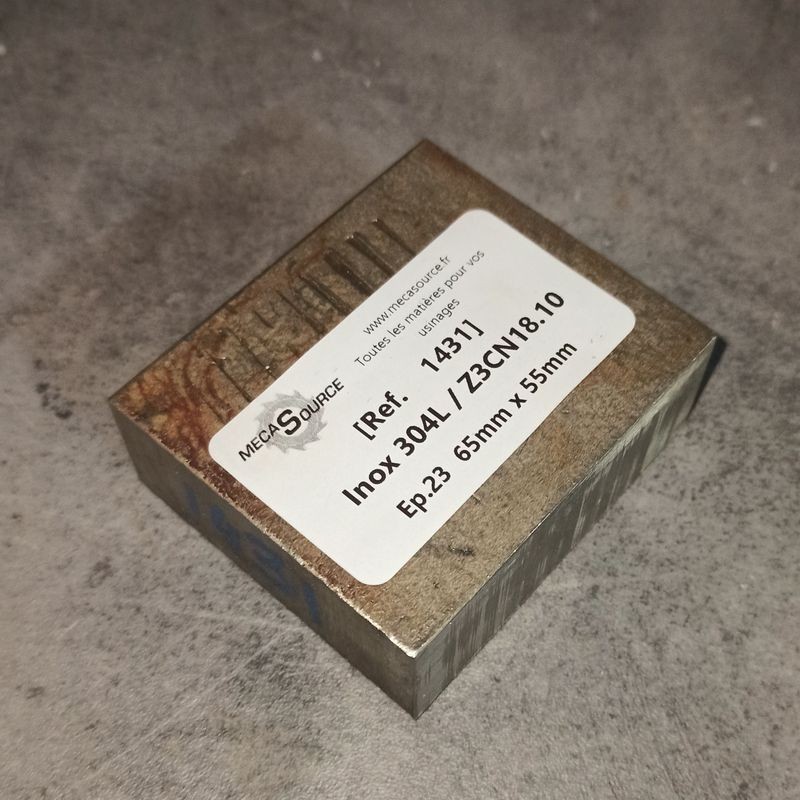 MECASOURCE
www.mecasource.fr
Toutes les matières pour vos
usinages
[Ref. 1431]
Inox 304L / Z3CN18.10
Ep.23 65mm x 55mm
1431